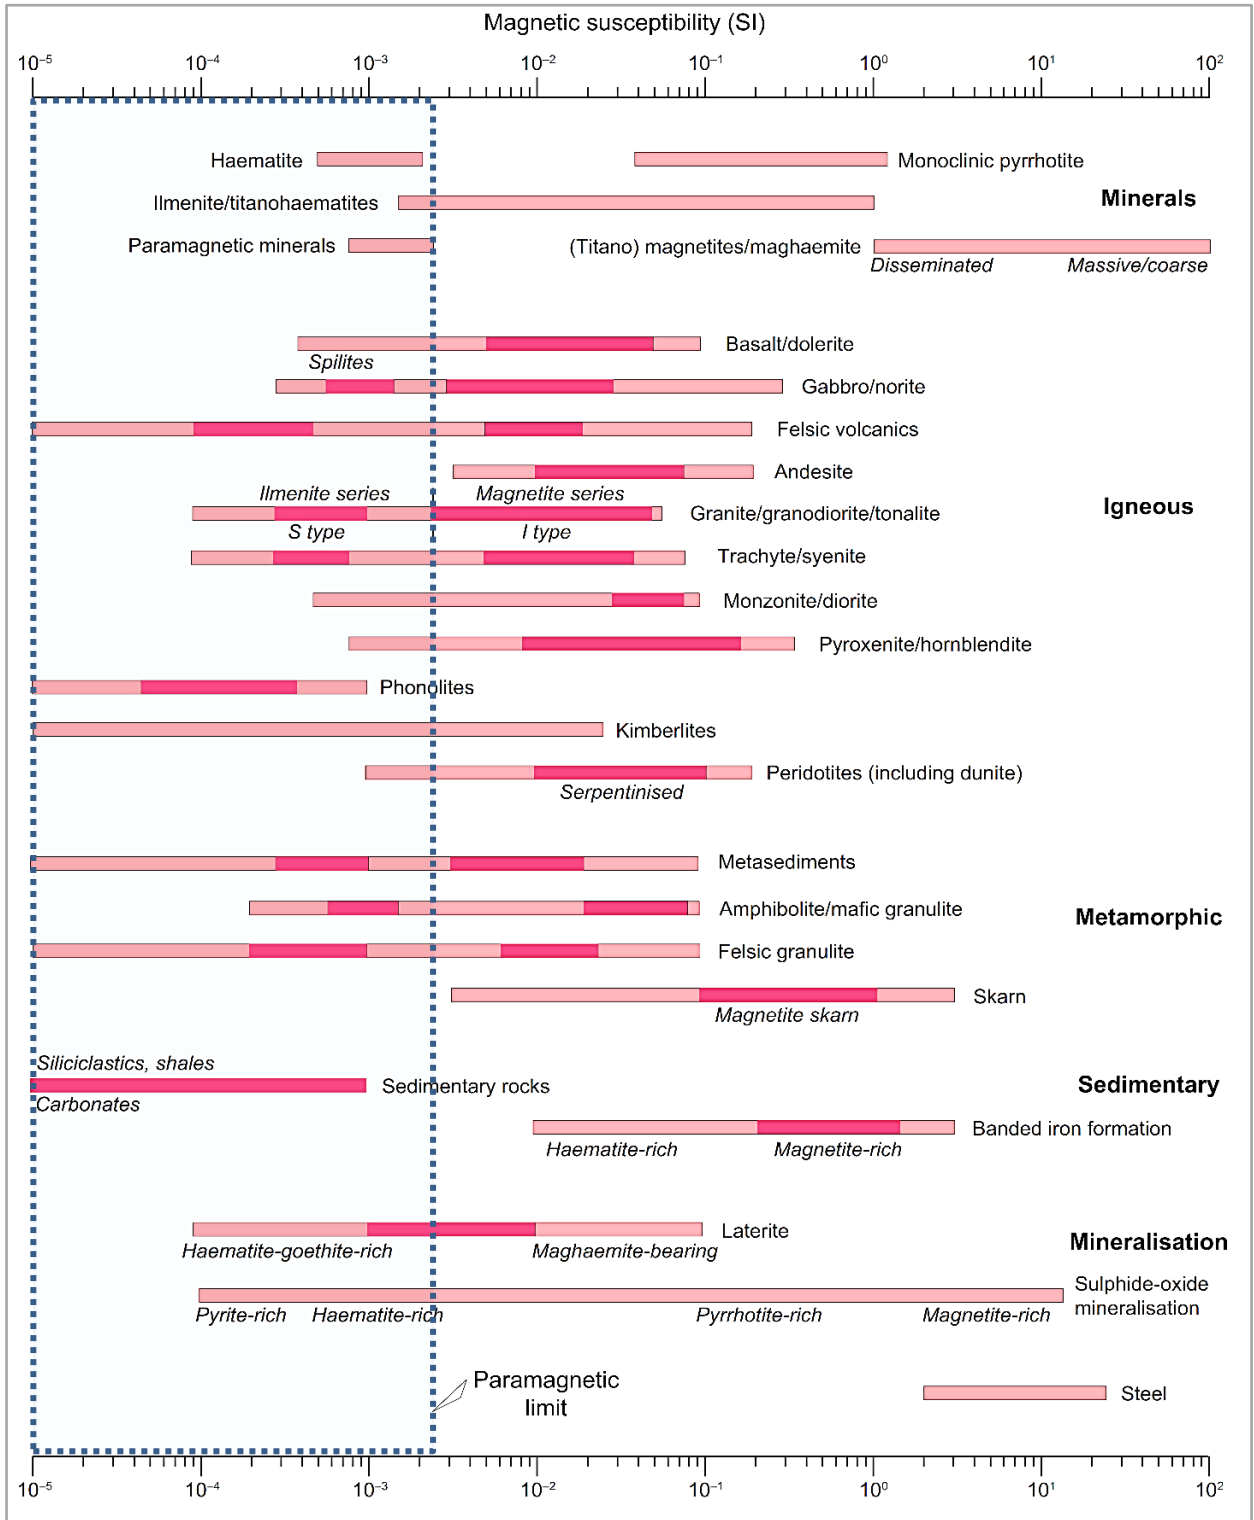 Magnetic susceptibility (SI)
10⁻⁵ 10⁻⁴ 10⁻³ 10⁻² 10⁻¹ 10⁰ 10²
Haematite
Monoclinic pyrrhotite
Ilmenite/titanohaematites
Minerals
Paramagnetic minerals
(Titano) magnetites/maghaemite
Disseminated Massive/coarse
Basalt/dolerite
Spilites
Gabbro/norite
Felsic volcanics
Andesite
Ilmenite series Magnetite series
Igneous
Granite/granodiorite/tonalite
S type I type
Trachyte/syenite
Monzonite/diorite
Pyroxenite/hornblendite
Phonolites
Kimberlites
Peridotites (including dunite)
Serpentinised
Metasediments
Amphibolite/mafic granulite
Metamorphic
Felsic granulite
Skarn
Magnetite skarn
Siliciclastics, shales
Sedimentary rocks
Sedimentary
Carbonates
Banded iron formation
Haematite-rich Magnetite-rich
Laterite
Mineralisation
Haematite-goethite-rich Maghaemite-bearing
Sulphide-oxide
mineralisation
Pyrite-rich Haematite-rich Pyrrhotite-rich Magnetite-rich
Paramagnetic
limit
Steel
10⁻⁵ 10⁻⁴ 10⁻³ 10⁻² 10⁻¹ 10⁰ 10¹ 10²